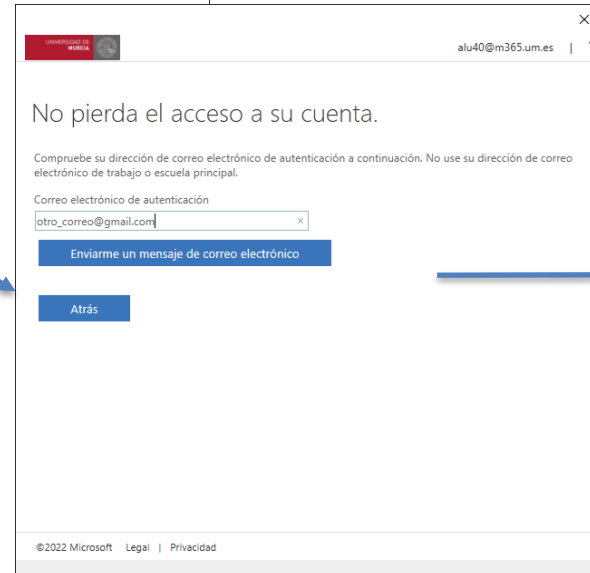 UNIVERSIDAD DE
MURCIA
alu40@m365.um.es |
No pierda el acceso a su cuenta.
Compruebe su dirección de correo electrónico de autenticación a continuación. No use su dirección de correo
electrónico de trabajo o escuela principal.
Correo electrónico de autenticación
otro_correo@gmail.com
Enviarme un mensaje de correo electrónico
Atrás
©2022 Microsoft Legal | Privacidad